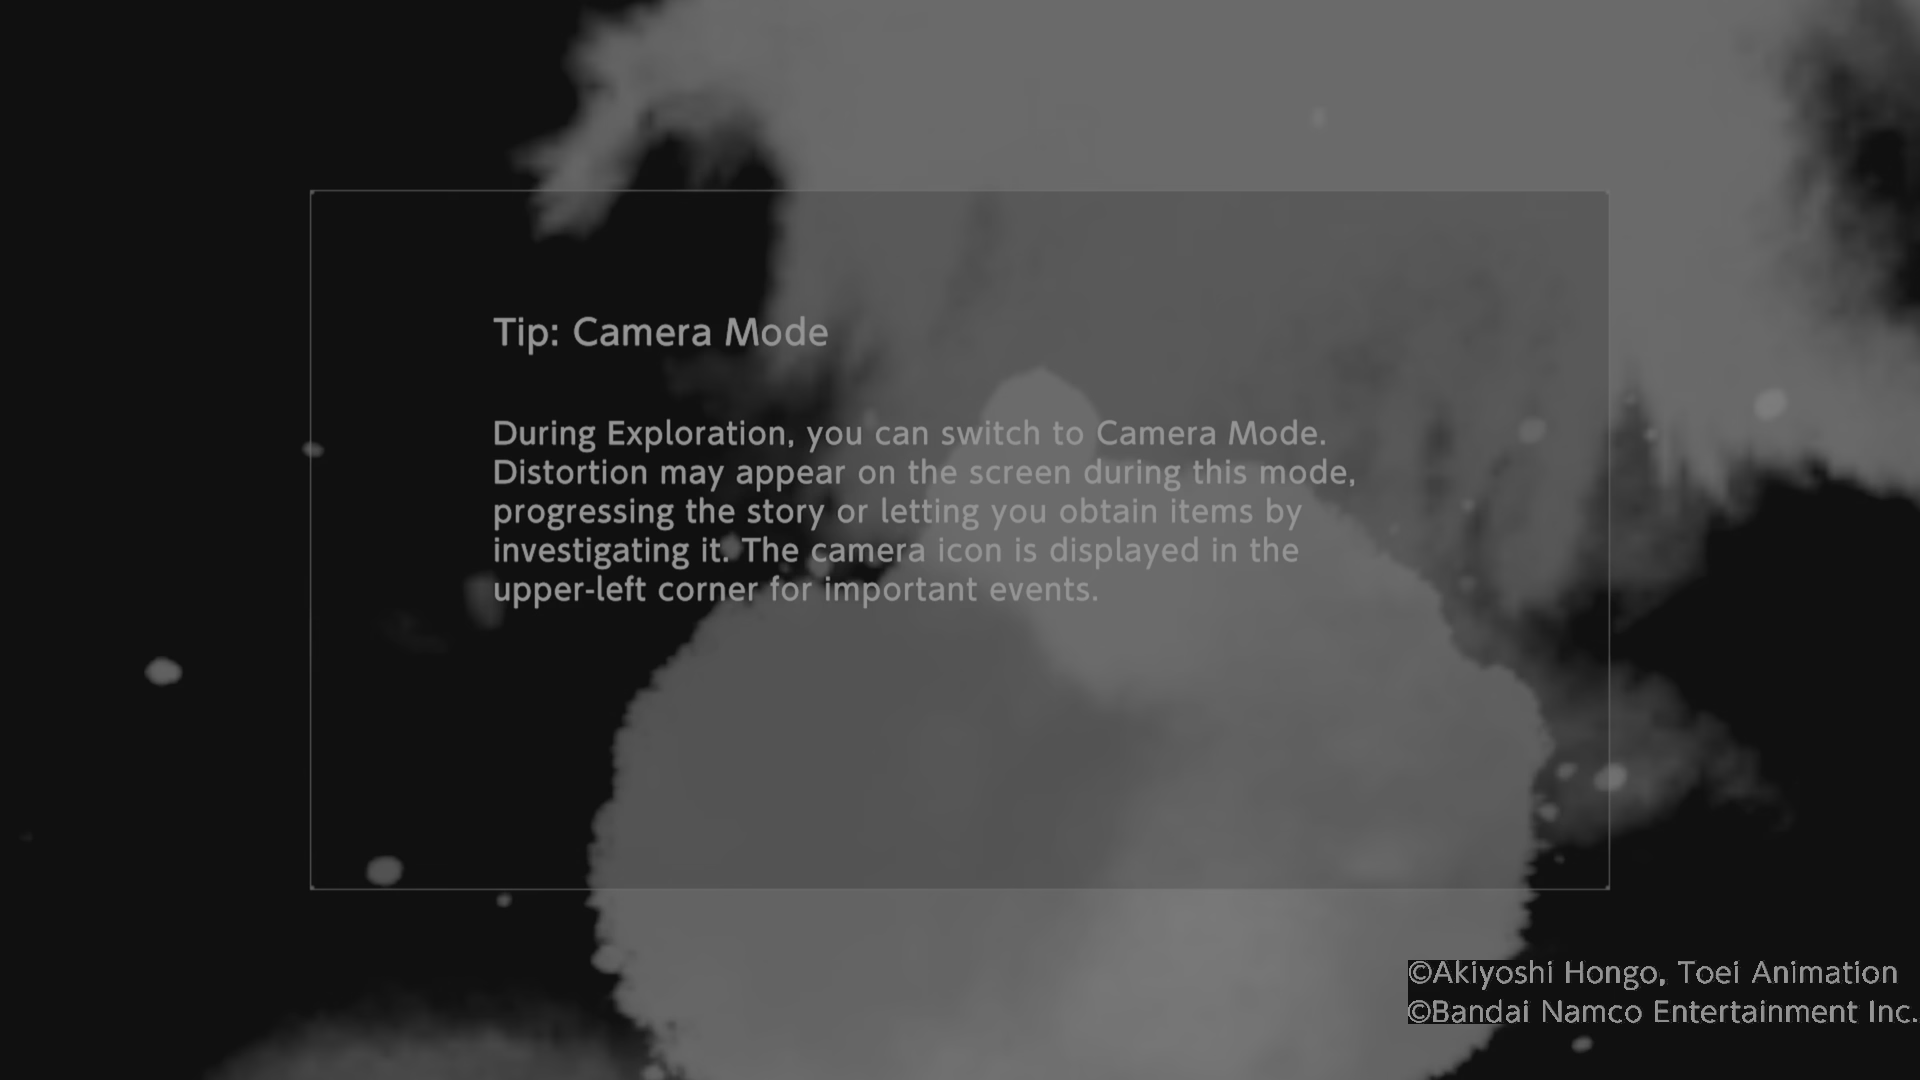 Tip: Camera Mode
During Exploration, you can switch to Camera Mode.
Distortion may appear on the screen during this mode,
progressing the story or letting you obtain items by
investigating it. The camera icon is displayed in the
upper-left corner for important events.
©Akiyoshi Hongo, Toei Animation
©Bandai Namco Entertainment Inc.